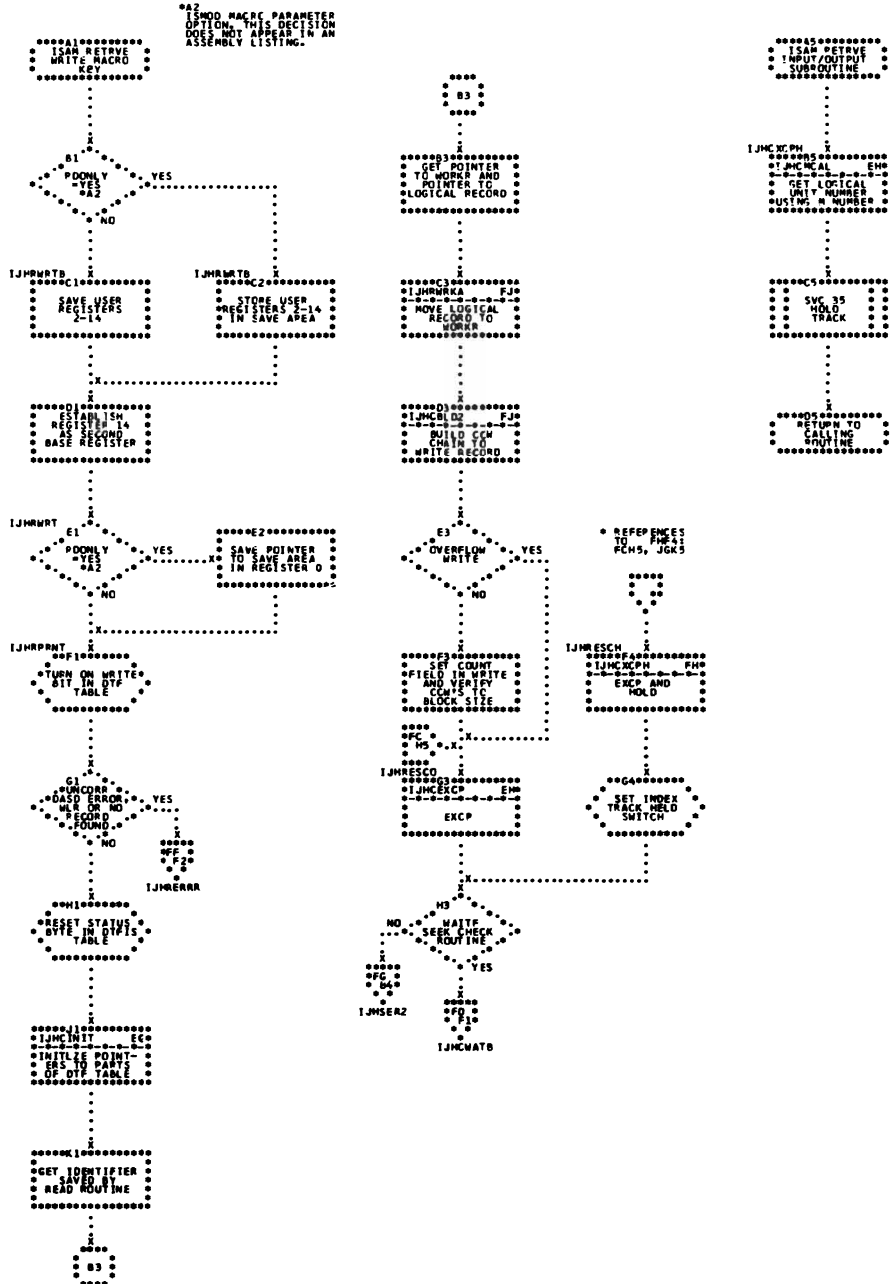 *A2
ISMOD MACRO PARAMETER
OPTION. THIS DECISION
DOES NOT APPEAR IN AN
ASSEMBLY LISTING.
A1
ISAM RETRVE
WRITE MACRO
KEY
B1
RDONLY
=YES
*A2
YES
NO
IJHRWRTB
C1
SAVE USER
REGISTERS
2-14
IJHRWRTB
C2
STORE USER
REGISTERS 2-14
IN SAVE AREA
D1
ESTABLISH
REGISTER 14
AS SECOND
BASE REGISTER
IJHRWRT
E1
RDONLY
=YES
*A2
YES
NO
E2
SAVE POINTER
TO SAVE AREA
IN REGISTER 0
IJHRPRNT
F1
TURN ON WRITE
BIT IN DTF
TABLE
G1
UNCORR
DASD ERROR,
WLR OR NO
RECORD
FOUND
YES
NO
FF
F2
IJHRERRR
H1
RESET STATUS
BYTE IN DTFIS
TABLE
J1
IJHCINIT EG
INITLZE POINT-
ERS TO PARTS
OF DTF TABLE
K1
GET IDENTIFIER
SAVED BY
READ ROUTINE
B3
B3
B3
GET POINTER
TO WORKR AND
POINTER TO
LOGICAL RECORD
C3
IJHRWRKA FJ
MOVE LOGICAL
RECORD TO
WORKR
D3
IJHCBLD2 FJ
BUILD CCW
CHAIN TO
WRITE RECORD
E3
OVERFLOW
WRITE
YES
NO
F3
SET COUNT
FIELD IN WRITE
AND VERIFY
CCW'S TO
BLOCK SIZE
FC
H5
IJHRESCO
G3
IJHCEXCP EH
EXCP
H3
WAITF
SEEK CHECK
ROUTINE
NO
YES
FG
B4
IJHSER2
FD
F1
IJHCWATB
* REFERENCES
TO FHF4:
FCH5, JGK5
IJHRESCH
F4
IJHCXCPH FH
EXCP AND
HOLD
G4
SET INDEX
TRACK HELD
SWITCH
A5
ISAM RETRVE
INPUT/OUTPUT
SUBROUTINE
IJHCXCPH
B5
IJHCMCAL EH
GET LOGICAL
UNIT NUMBER
USING M NUMBER
C5
SVC 35
HOLD
TRACK
D5
RETURN TO
CALLING
ROUTINE